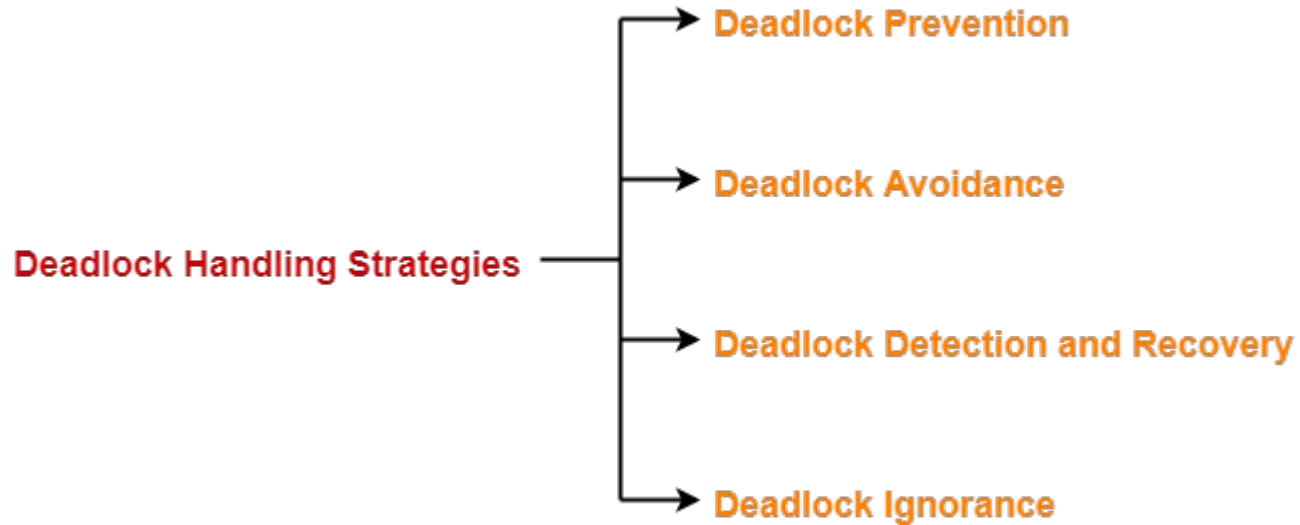 Deadlock Prevention
Deadlock Avoidance
Deadlock Handling Strategies
Deadlock Detection and Recovery
Deadlock Ignorance